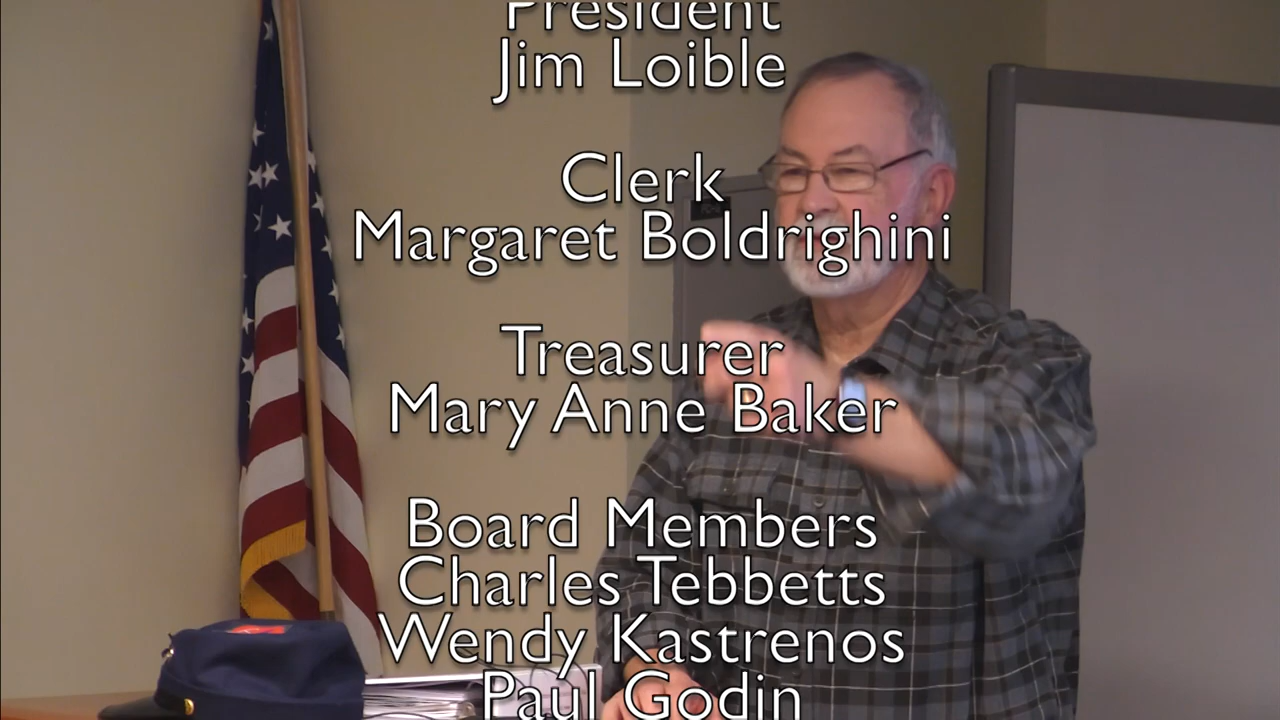 President
Jim Loible
Clerk
Margaret Boldrighini
Treasurer
Mary Anne Baker
Board Members
Charles Tebbetts
Wendy Kastrenos
Paul Godin